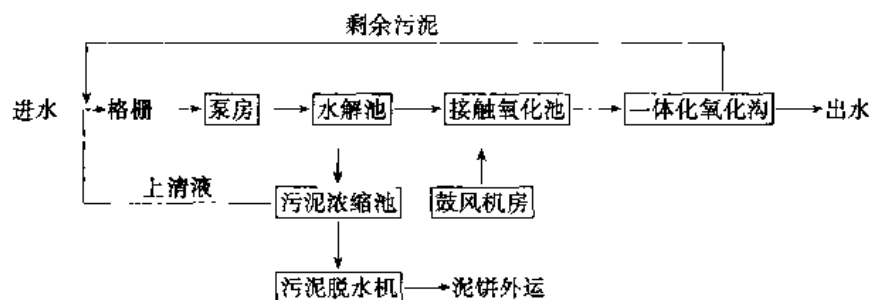 剩余污泥
进水 格栅 泵房 水解池 接触氧化池 一体化氧化沟 出水
上清液 污泥浓缩池 鼓风机房
污泥脱水机 泥饼外运